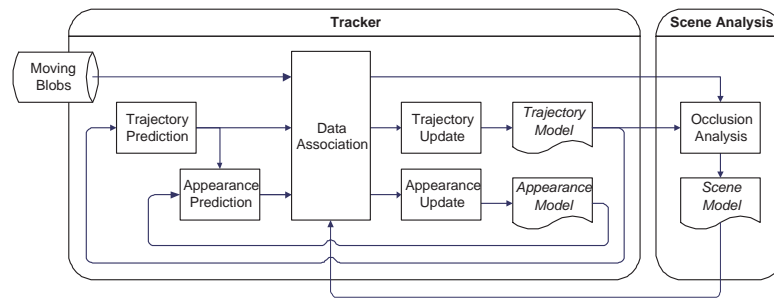 Tracker
Scene Analysis
Moving
Blobs
Trajectory
Prediction
Appearance
Prediction
Data
Association
Trajectory
Update
Appearance
Update
Trajectory
Model
Appearance
Model
Occlusion
Analysis
Scene
Model